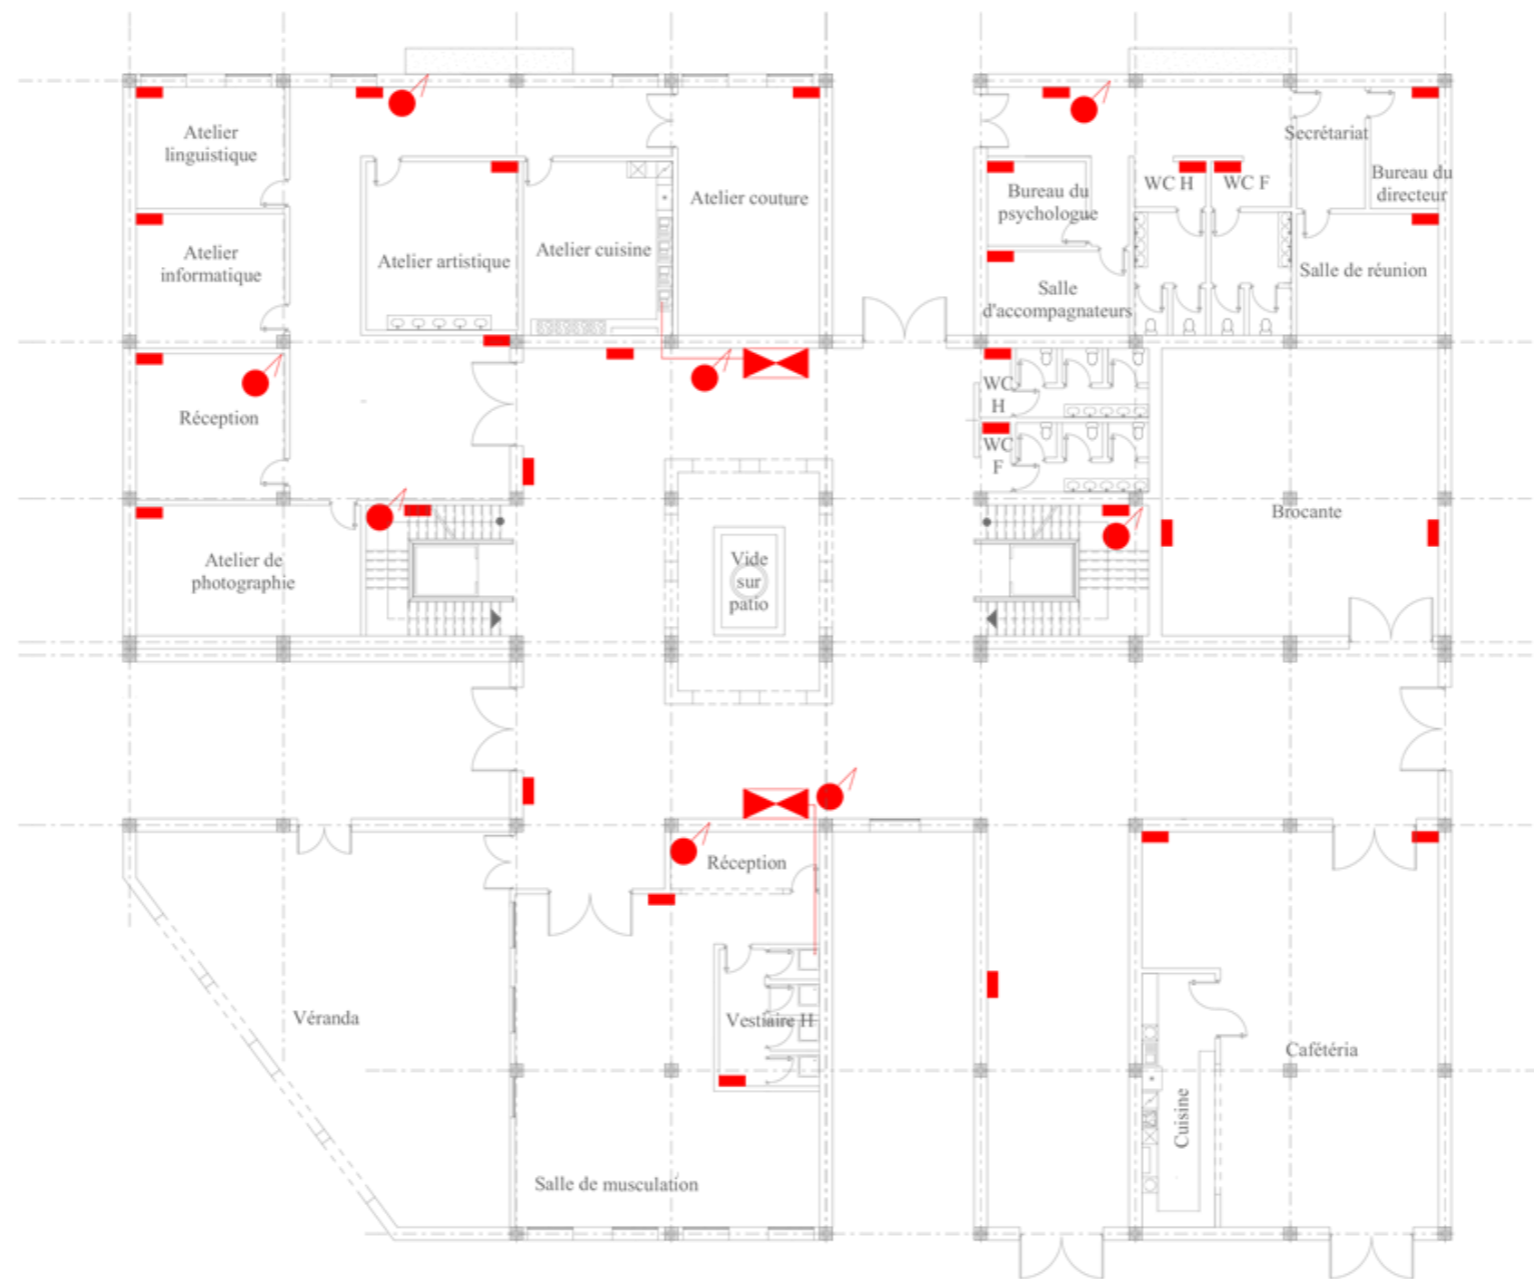 Atelier
linguistique
Secrétariat
Bureau du
directeur
WC H
WC F
Bureau du
psychologue
Atelier couture
Atelier artistique
Atelier cuisine
Atelier
informatique
Salle
d'accompagnateurs
Salle de réunion
WC
H
Réception
WC
F
Brocante
Atelier de
photographie
Vide
sur
patio
Réception
Véranda
Vestiaire H
Cafétéria
Cuisine
Salle de musculation